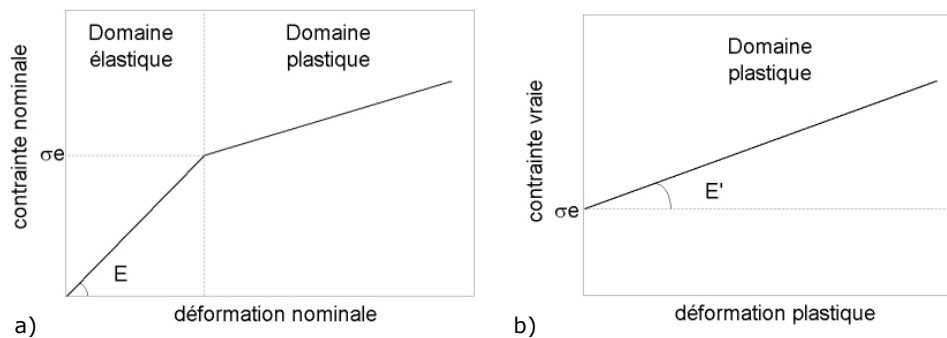 Domaine
élastique
Domaine
plastique
contrainte nominale
σe
E
déformation nominale
a)
Domaine
plastique
contrainte vraie
σe
E'
déformation plastique
b)